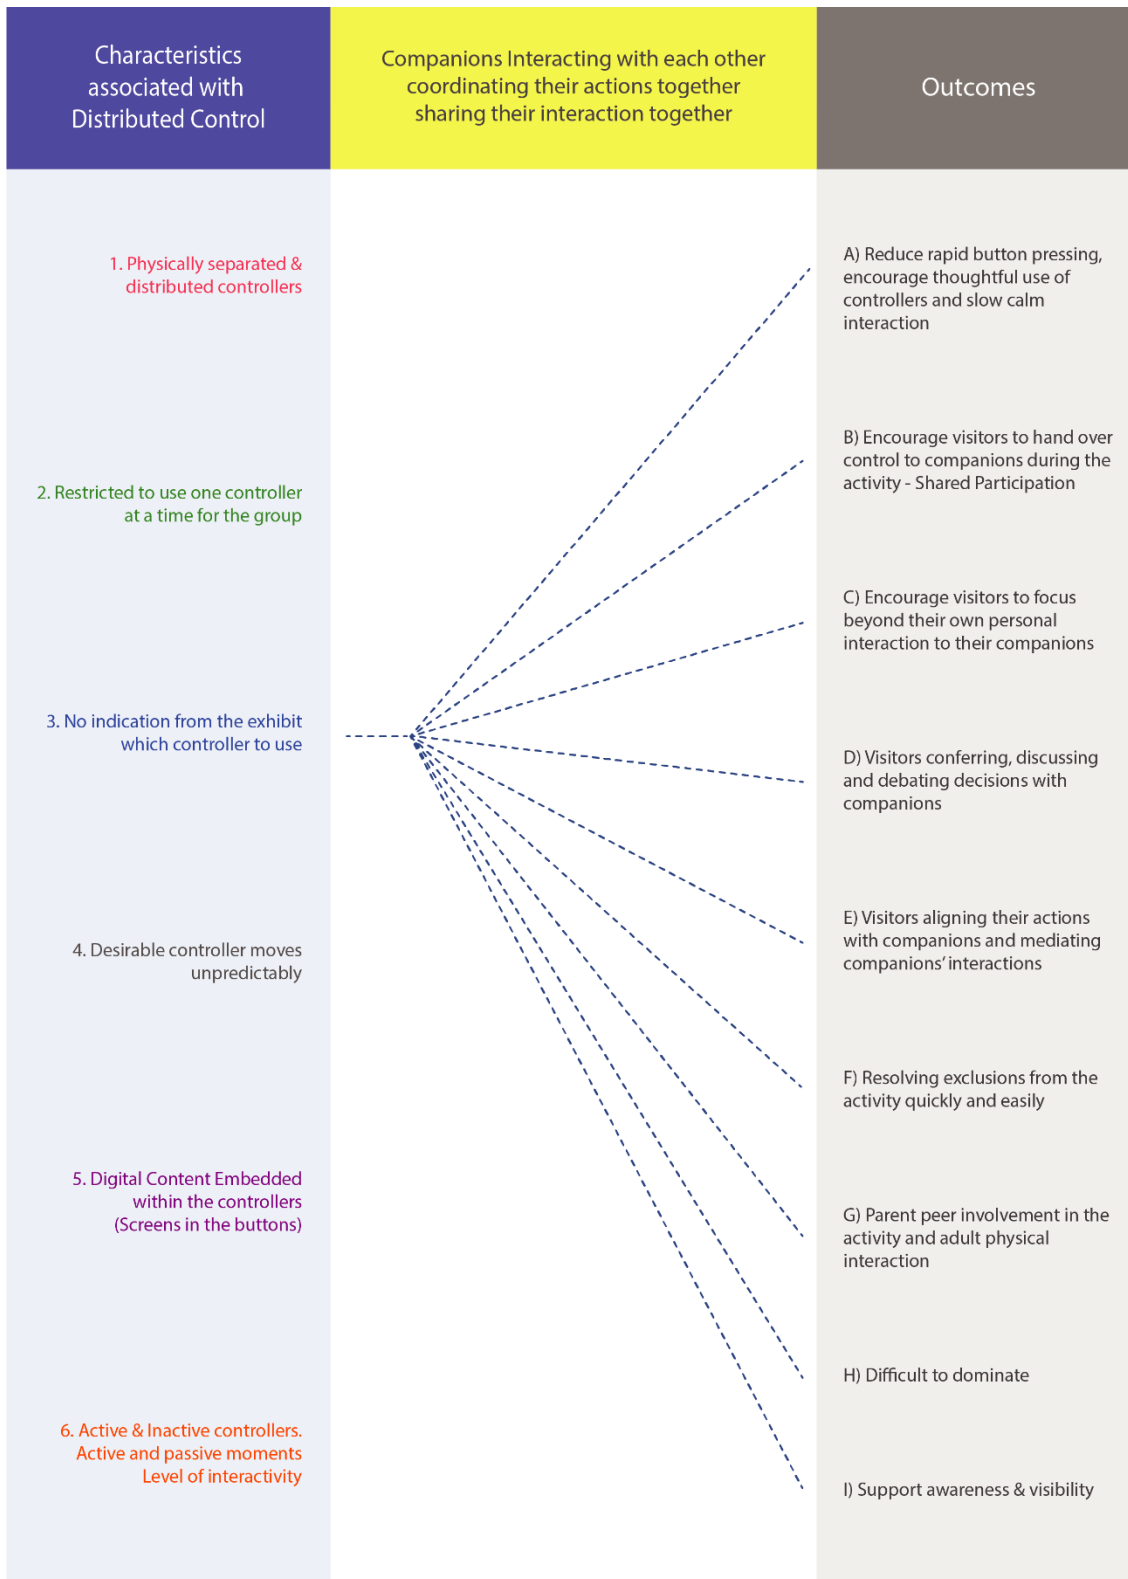 Characteristics
associated with
Distributed Control
Companions Interacting with each other
coordinating their actions together
sharing their interaction together
Outcomes
1. Physically separated &
distributed controllers
2. Restricted to use one controller
at a time for the group
3. No indication from the exhibit
which controller to use
4. Desirable controller moves
unpredictably
5. Digital Content Embedded
within the controllers
(Screens in the buttons)
6. Active & Inactive controllers.
Active and passive moments
Level of interactivity
A) Reduce rapid button pressing,
encourage thoughtful use of
controllers and slow calm
interaction
B) Encourage visitors to hand over
control to companions during the
activity - Shared Participation
C) Encourage visitors to focus
beyond their own personal
interaction to their companions
D) Visitors conferring, discussing
and debating decisions with
companions
E) Visitors aligning their actions
with companions and mediating
companions’ interactions
F) Resolving exclusions from the
activity quickly and easily
G) Parent peer involvement in the
activity and adult physical
interaction
H) Difficult to dominate
I) Support awareness & visibility